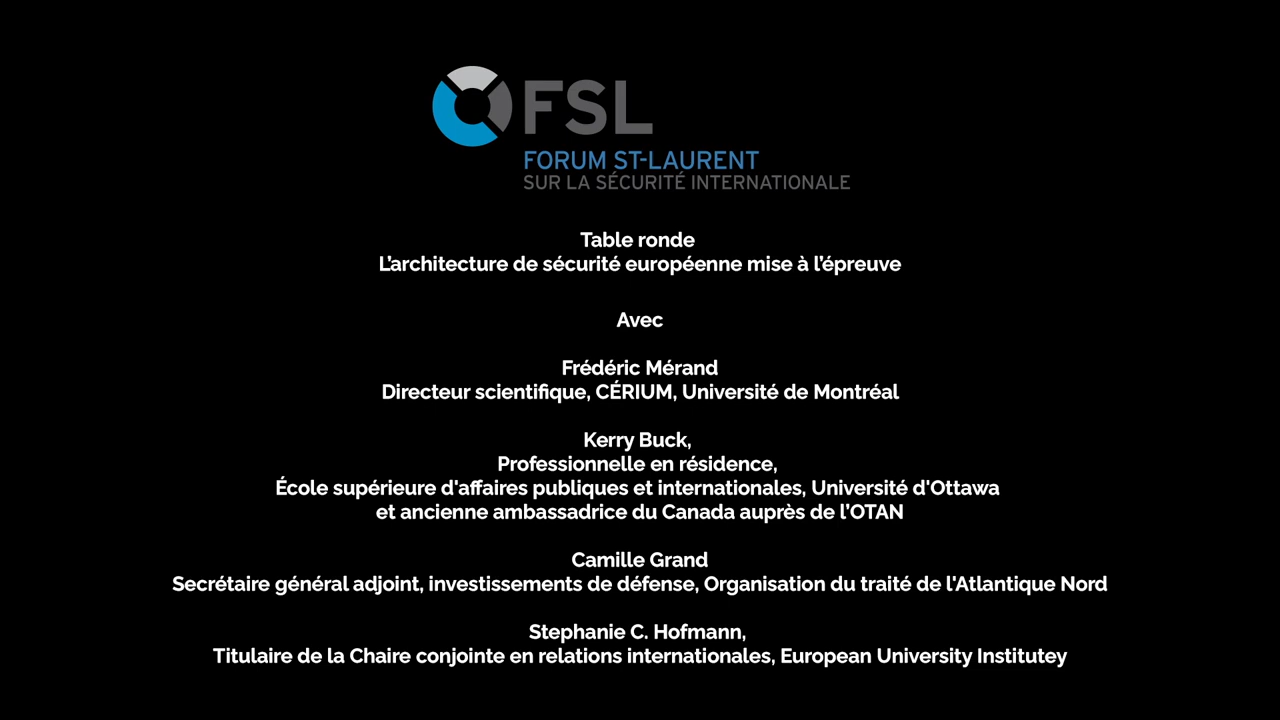 FSL
FORUM ST-LAURENT
SUR LA SÉCURITÉ INTERNATIONALE
Table ronde
L’architecture de sécurité européenne mise à l’épreuve
Avec
Frédéric Mérand
Directeur scientifique, CÉRIUM, Université de Montréal
Kerry Buck,
Professionnelle en résidence,
École supérieure d'affaires publiques et internationales, Université d'Ottawa
et ancienne ambassadrice du Canada auprès de l’OTAN
Camille Grand
Secrétaire général adjoint, investissements de défense, Organisation du traité de l'Atlantique Nord
Stephanie C. Hofmann,
Titulaire de la Chaire conjointe en relations internationales, European University Institutey